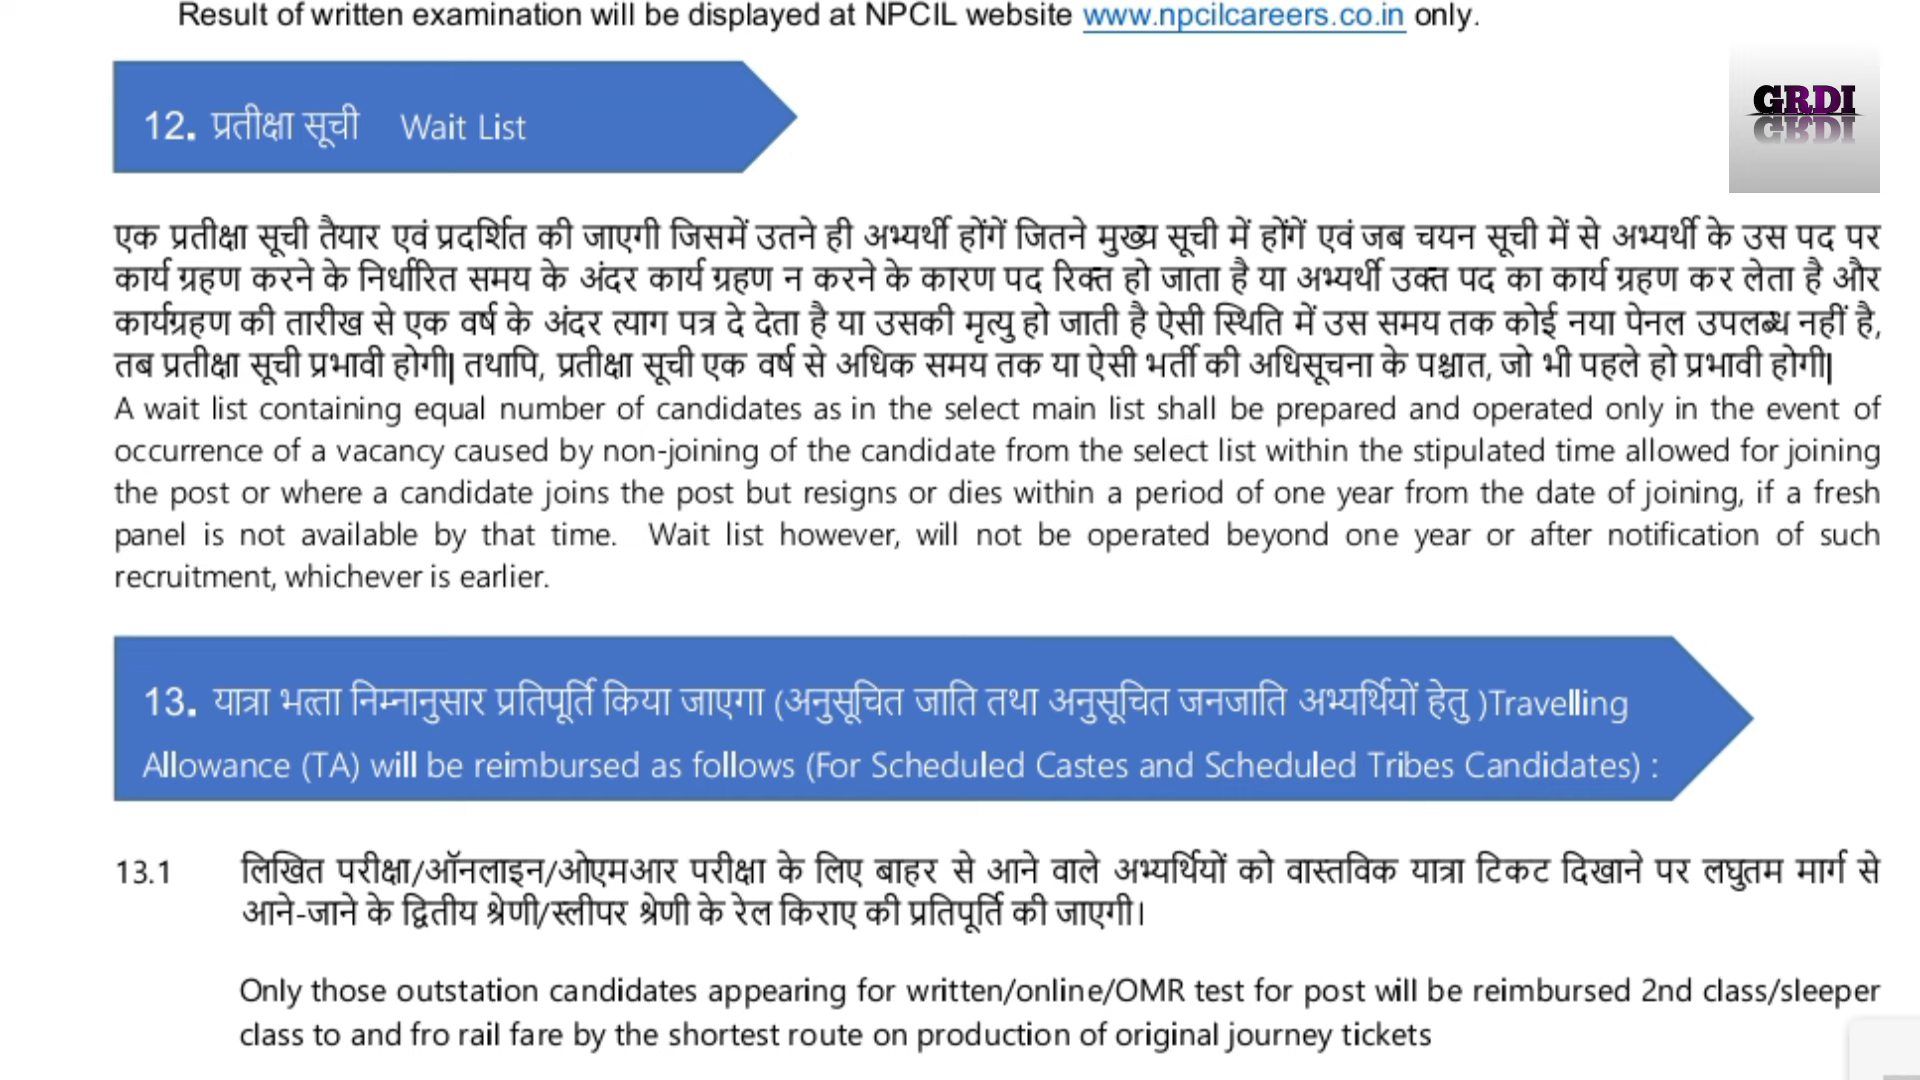 Result of written examination will be displayed at NPCIL website www.npcilcareers.co.in only.
GRDI
12. प्रतीक्षा सूची Wait List
एक प्रतीक्षा सूची तैयार एवं प्रदर्शित की जाएगी जिसमें उतने ही अभ्यर्थी होंगें जितने मुख्य सूची में होंगें एवं जब चयन सूची में से अभ्यर्थी के उस पद पर
कार्य ग्रहण करने के निर्धारित समय के अंदर कार्य ग्रहण न करने के कारण पद रिक्त हो जाता है या अभ्यर्थी उक्त पद का कार्य ग्रहण कर लेता है और
कार्यग्रहण की तारीख से एक वर्ष के अंदर त्याग पत्र दे देता है या उसकी मृत्यु हो जाती है ऐसी स्थिति में उस समय तक कोई नया पेनल उपलब्ध नहीं है,
तब प्रतीक्षा सूची प्रभावी होगी| तथापि, प्रतीक्षा सूची एक वर्ष से अधिक समय तक या ऐसी भर्ती की अधिसूचना के पश्चात, जो भी पहले हो प्रभावी होगी|
A wait list containing equal number of candidates as in the select main list shall be prepared and operated only in the event of
occurrence of a vacancy caused by non-joining of the candidate from the select list within the stipulated time allowed for joining
the post or where a candidate joins the post but resigns or dies within a period of one year from the date of joining, if a fresh
panel is not available by that time. Wait list however, will not be operated beyond one year or after notification of such
recruitment, whichever is earlier.
13. यात्रा भत्ता निम्नानुसार प्रतिपूर्ति किया जाएगा (अनुसूचित जाति तथा अनुसूचित जनजाति अभ्यर्थियों हेतु )Travelling
Allowance (TA) will be reimbursed as follows (For Scheduled Castes and Scheduled Tribes Candidates) :
13.1 लिखित परीक्षा/ऑनलाइन/ओएमआर परीक्षा के लिए बाहर से आने वाले अभ्यर्थियों को वास्तविक यात्रा टिकट दिखाने पर लघुतम मार्ग से
आने-जाने के द्वितीय श्रेणी/स्लीपर श्रेणी के रेल किराए की प्रतिपूर्ति की जाएगी।
Only those outstation candidates appearing for written/online/OMR test for post will be reimbursed 2nd class/sleeper
class to and fro rail fare by the shortest route on production of original journey tickets